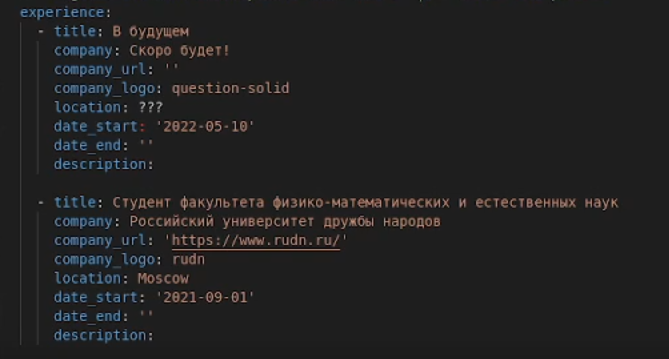 experience:
- title: В будущем
company: Скоро будет!
company_url: ''
company_logo: question-solid
location: ???
date_start: '2022-05-10'
date_end: ''
description:
- title: Студент факультета физико-математических и естественных наук
company: Российский университет дружбы народов
company_url: 'https://www.rudn.ru/'
company_logo: rudn
location: Moscow
date_start: '2021-09-01'
date_end: ''
description: